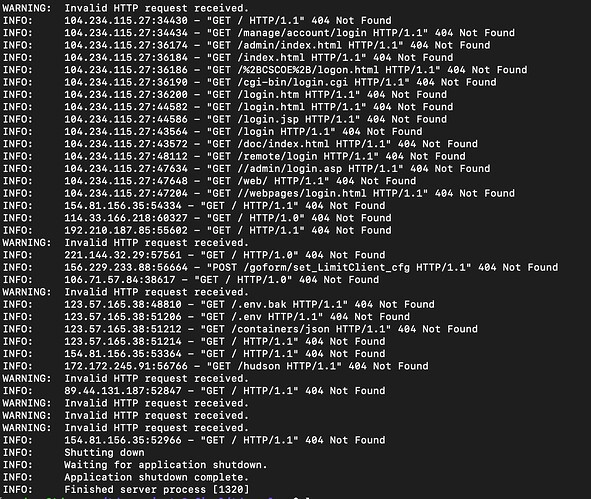 WARNING: Invalid HTTP request received.
INFO: 104.234.115.27:34430 - "GET / HTTP/1.1" 404 Not Found
INFO: 104.234.115.27:34434 - "GET /manage/account/login HTTP/1.1" 404 Not Found
INFO: 104.234.115.27:36174 - "GET /admin/index.html HTTP/1.1" 404 Not Found
INFO: 104.234.115.27:36184 - "GET /index.html HTTP/1.1" 404 Not Found
INFO: 104.234.115.27:36186 - "GET /%2BCSCOE%2B/logon.html HTTP/1.1" 404 Not Found
INFO: 104.234.115.27:36190 - "GET /cgi-bin/login.cgi HTTP/1.1" 404 Not Found
INFO: 104.234.115.27:36200 - "GET /login.htm HTTP/1.1" 404 Not Found
INFO: 104.234.115.27:44582 - "GET /login.html HTTP/1.1" 404 Not Found
INFO: 104.234.115.27:44586 - "GET /login.jsp HTTP/1.1" 404 Not Found
INFO: 104.234.115.27:43564 - "GET /login HTTP/1.1" 404 Not Found
INFO: 104.234.115.27:43572 - "GET /doc/index.html HTTP/1.1" 404 Not Found
INFO: 104.234.115.27:48112 - "GET /remote/login HTTP/1.1" 404 Not Found
INFO: 104.234.115.27:47634 - "GET //admin/login.asp HTTP/1.1" 404 Not Found
INFO: 104.234.115.27:47648 - "GET /web/ HTTP/1.1" 404 Not Found
INFO: 104.234.115.27:47204 - "GET //webpages/login.html HTTP/1.1" 404 Not Found
INFO: 154.81.156.35:54334 - "GET / HTTP/1.1" 404 Not Found
INFO: 114.33.166.218:60327 - "GET / HTTP/1.0" 404 Not Found
INFO: 192.210.187.85:55602 - "GET / HTTP/1.1" 404 Not Found
WARNING: Invalid HTTP request received.
INFO: 221.144.32.29:57561 - "GET / HTTP/1.0" 404 Not Found
INFO: 156.229.233.88:56664 - "POST /goform/set_LimitClient_cfg HTTP/1.1" 404 Not Found
INFO: 106.71.57.84:38617 - "GET / HTTP/1.0" 404 Not Found
WARNING: Invalid HTTP request received.
INFO: 123.57.165.38:48810 - "GET /.env.bak HTTP/1.1" 404 Not Found
INFO: 123.57.165.38:51206 - "GET /.env HTTP/1.1" 404 Not Found
INFO: 123.57.165.38:51212 - "GET /containers/json HTTP/1.1" 404 Not Found
INFO: 123.57.165.38:51214 - "GET / HTTP/1.1" 404 Not Found
INFO: 154.81.156.35:53364 - "GET / HTTP/1.1" 404 Not Found
INFO: 172.172.245.91:56766 - "GET /hudson HTTP/1.1" 404 Not Found
WARNING: Invalid HTTP request received.
INFO: 89.44.131.187:52847 - "GET / HTTP/1.1" 404 Not Found
WARNING: Invalid HTTP request received.
WARNING: Invalid HTTP request received.
WARNING: Invalid HTTP request received.
INFO: 154.81.156.35:52966 - "GET / HTTP/1.1" 404 Not Found
INFO: Shutting down
INFO: Waiting for application shutdown.
INFO: Application shutdown complete.
INFO: Finished server process [1320]